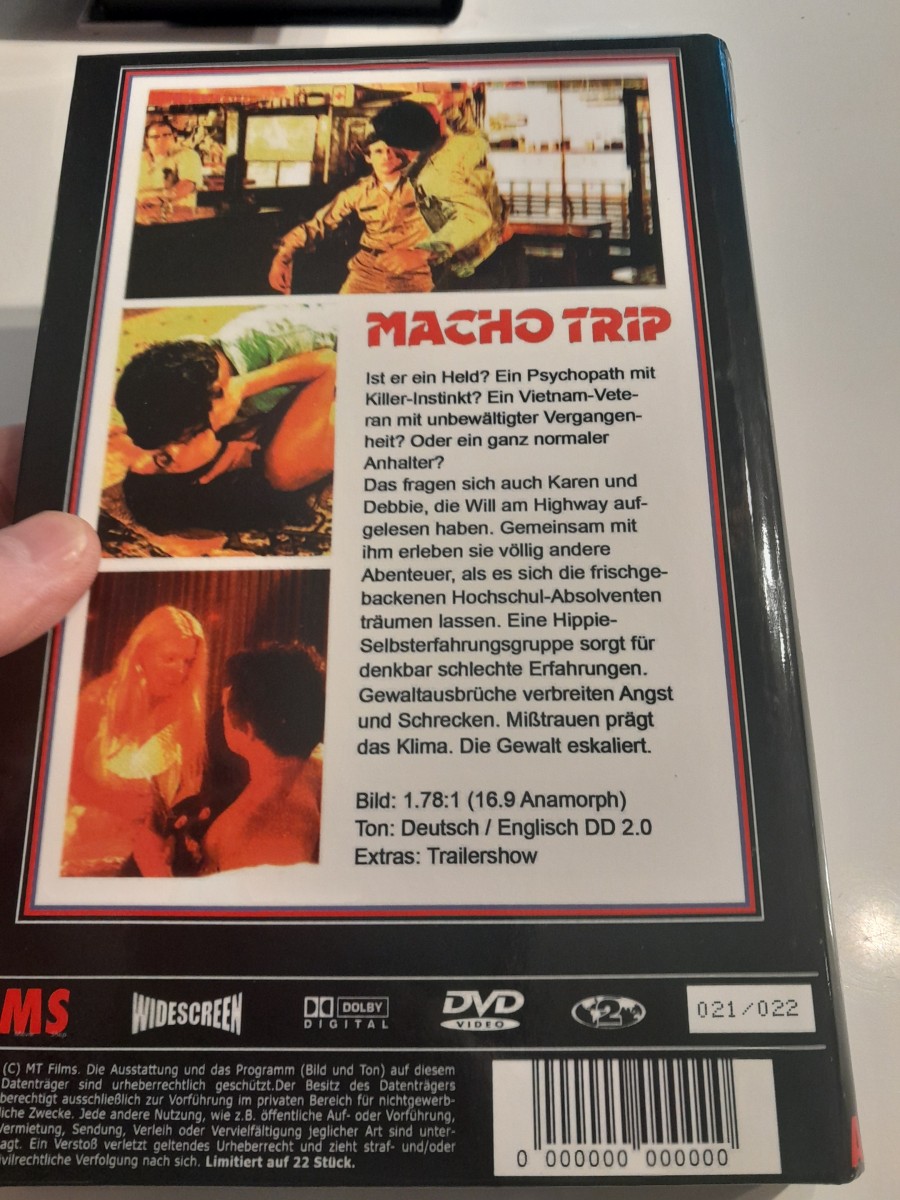 MACHO TRIP
Ist er ein Held? Ein Psychopath mit
Killer-Instinkt? Ein Vietnam-Vete-
ran mit unbewältigter Vergangen-
heit? Oder ein ganz normaler
Anhalter?
Das fragen sich auch Karen und
Debbie, die Will am Highway auf-
gelesen haben. Gemeinsam mit
ihm erleben sie völlig andere
Abenteuer, als es sich die frischge-
backenen Hochschul-Absolventen
träumen lassen. Eine Hippie-
Selbsterfahrungsgruppe sorgt für
denkbar schlechte Erfahrungen.
Gewaltausbrüche verbreiten Angst
und Schrecken. Mißtrauen prägt
das Klima. Die Gewalt eskaliert.
Bild: 1.78:1 (16.9 Anamorph)
Ton: Deutsch / Englisch DD 2.0
Extras: Trailershow
MS WIDESCREEN DOLBY DIGITAL DVD VIDEO 2 021/022
(C) MT Films. Die Ausstattung und das Programm (Bild und Ton) auf diesem
Datenträger sind urheberrechtlich geschützt.Der Besitz des Datenträgers
berechtigt ausschließlich zur Vorführung im privaten Bereich für nichtgewerb-
liche Zwecke. Jede andere Nutzung, wie z.B. öffentliche Auf- oder Vorführung,
Vermietung, Sendung, Verleih oder Vervielfältigung jeglicher Art sind unter-
agt. Ein Verstoß verletzt geltendes Urheberrecht und zieht straf- und/oder
ivilrechtliche Verfolgung nach sich. Limitiert auf 22 Stück.
0 000000 000000